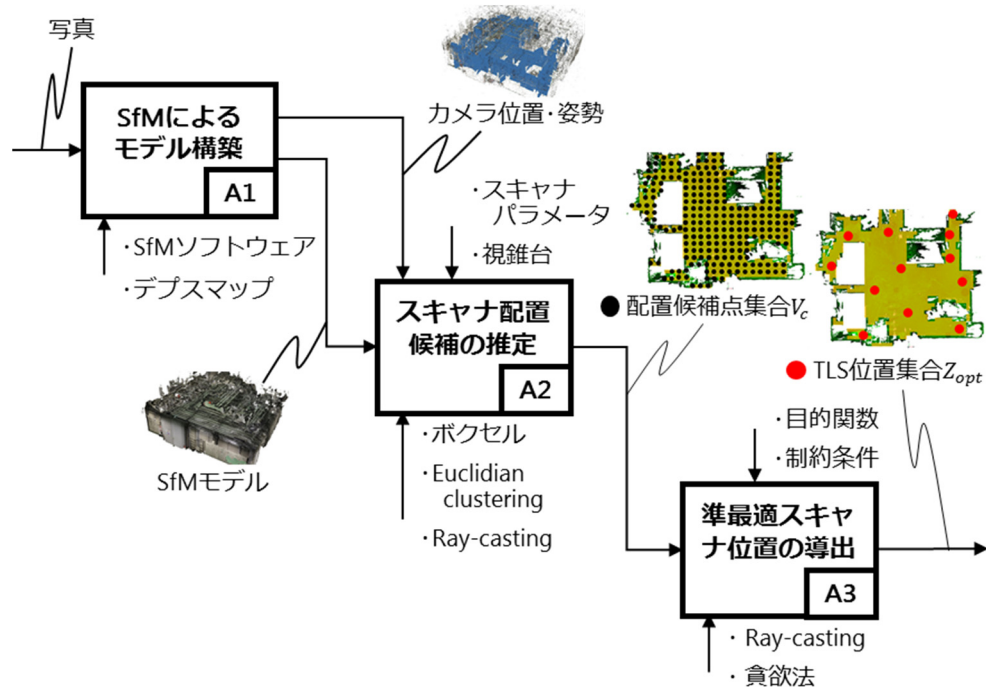 写真
SfMによる
モデル構築
A1
・SfMソフトウェア
・デプスマップ
カメラ位置・姿勢
・スキャナ
パラメータ
・視錐台
SfMモデル
スキャナ配置
候補の推定
A2
・ボクセル
・Euclidian
clustering
・Ray-casting
配置候補点集合Vc
TLS位置集合Zopt
・目的関数
・制約条件
準最適スキャ
ナ位置の導出
A3
・Ray-casting
・貪欲法